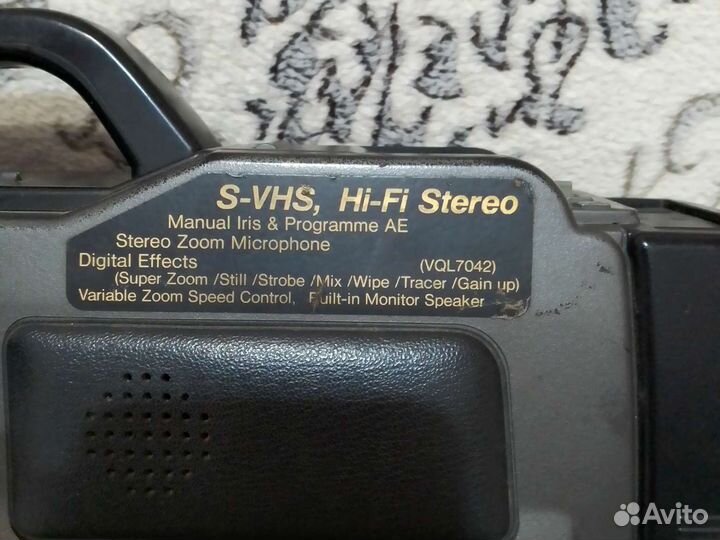 S-VHS, Hi-Fi Stereo
Manual Iris & Programme AE
Stereo Zoom Microphone
Digital Effects (VQL7042)
(Super Zoom /Still /Strobe /Mix /Wipe /Tracer /Gain up)
Variable Zoom Speed Control, Built-in Monitor Speaker
Avito